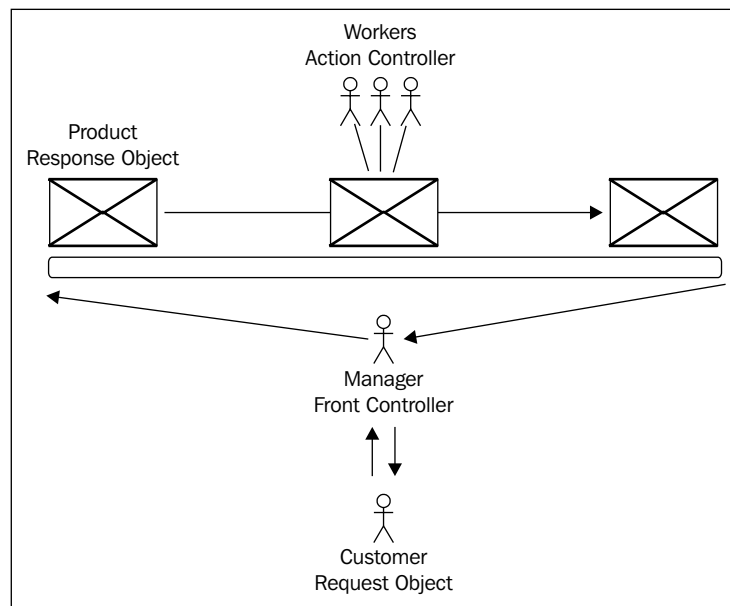 Workers
Action Controller
Product
Response Object
Manager
Front Controller
Customer
Request Object